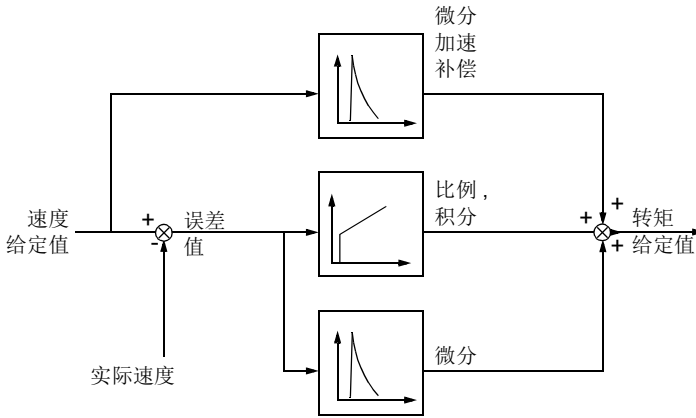 微分
加速
补偿
比例，
积分
速度
给定值
+
-
误差
值
+
+
+
转矩
给定值
实际速度
微分